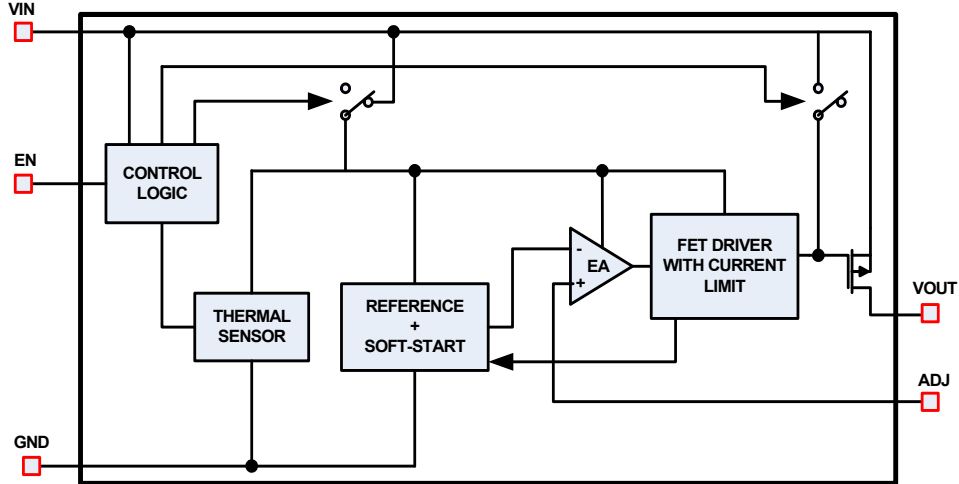 VIN
EN
CONTROL
LOGIC
THERMAL
SENSOR
REFERENCE
+
SOFT-START
-
EA
+
FET DRIVER
WITH CURRENT
LIMIT
VOUT
ADJ
GND